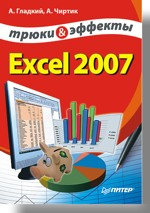 А. Гладкий, А. Чиртик
трюки & эффекты
Excel 2007
ПИТЕР